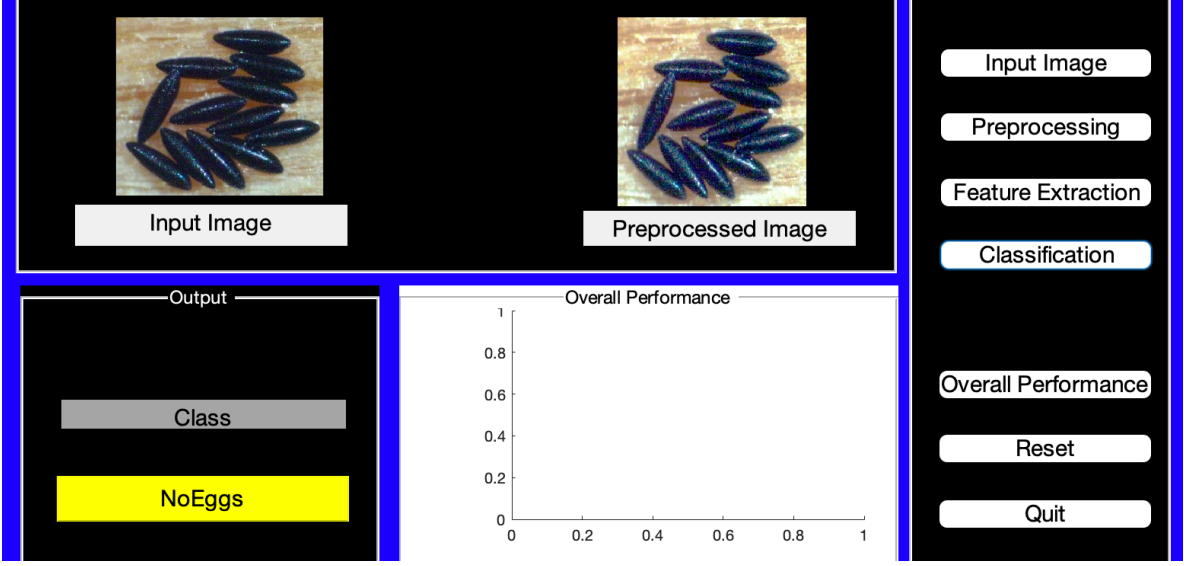 Input Image
Preprocessed Image
Input Image
Preprocessing
Feature Extraction
Classification
Overall Performance
Reset
Quit
Output
Class
NoEggs
Overall Performance
1
0.8
0.6
0.4
0.2
0
0 0.2 0.4 0.6 0.8 1